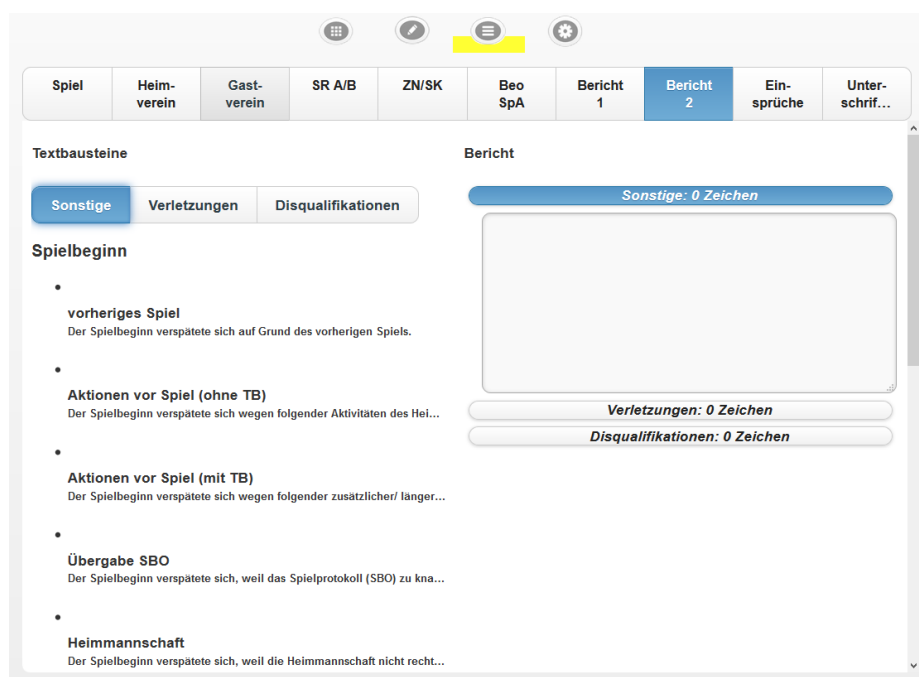 Spiel
Heim-
verein
Gast-
verein
SR A/B
ZN/SK
Beo
SpA
Bericht
1
Bericht
2
Ein-
sprüche
Unter-
schrif...
Textbausteine
Bericht
Sonstige
Verletzungen
Disqualifikationen
Sonstige: 0 Zeichen
Spielbeginn
vorheriges Spiel
Der Spielbeginn verspätete sich auf Grund des vorherigen Spiels.
Aktionen vor Spiel (ohne TB)
Der Spielbeginn verspätete sich wegen folgender Aktivitäten des Hei...
Verletzungen: 0 Zeichen
Disqualifikationen: 0 Zeichen
Aktionen vor Spiel (mit TB)
Der Spielbeginn verspätete sich wegen folgender zusätzlicher/ länger...
Übergabe SBO
Der Spielbeginn verspätete sich, weil das Spielprotokoll (SBO) zu kna...
Heimmannschaft
Der Spielbeginn verspätete sich, weil die Heimmannschaft nicht recht...